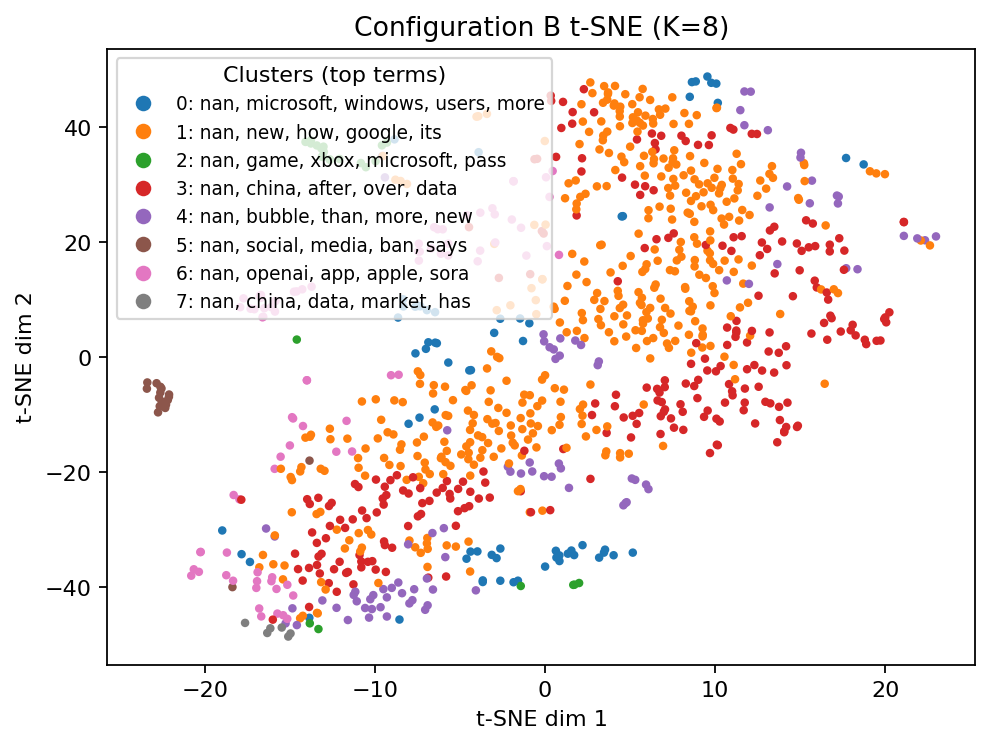 Configuration B t-SNE (K=8)
Clusters (top terms)
0: nan, microsoft, windows, users, more
1: nan, new, how, google, its
2: nan, game, xbox, microsoft, pass
3: nan, china, after, over, data
4: nan, bubble, than, more, new
5: nan, social, media, ban, says
6: nan, openai, app, apple, sora
7: nan, china, data, market, has
t-SNE dim 2
40
20
0
−20
−40
−20
−10
0
10
20
t-SNE dim 1